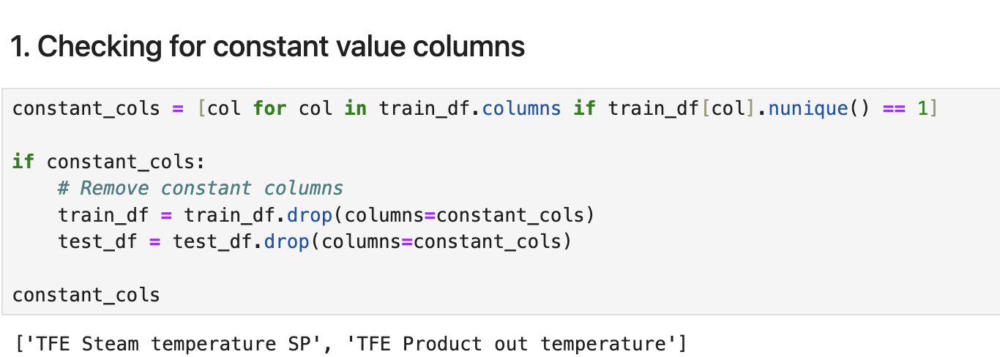 1. Checking for constant value columns
constant_cols = [col for col in train_df.columns if train_df[col].nunique() == 1]
if constant_cols:
    # Remove constant columns
    train_df = train_df.drop(columns=constant_cols)
    test_df = test_df.drop(columns=constant_cols)
constant_cols
['TFE Steam temperature SP', 'TFE Product out temperature']